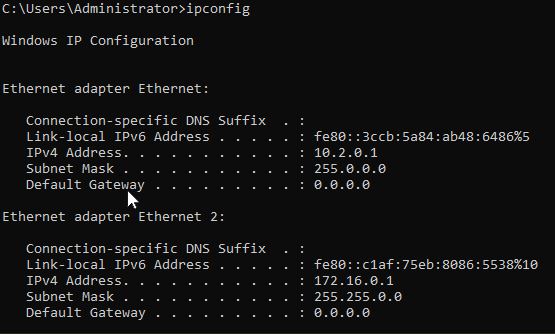 C:\Users\Administrator>ipconfig
Windows IP Configuration
Ethernet adapter Ethernet:
Connection-specific DNS Suffix  . :
Link-local IPv6 Address . . . . . : fe80::3ccb:5a84:ab48:6486%5
IPv4 Address. . . . . . . . . . . : 10.2.0.1
Subnet Mask . . . . . . . . . . . : 255.0.0.0
Default Gateway . . . . . . . . . : 0.0.0.0
Ethernet adapter Ethernet 2:
Connection-specific DNS Suffix  . :
Link-local IPv6 Address . . . . . : fe80::c1af:75eb:8086:5538%10
IPv4 Address. . . . . . . . . . . : 172.16.0.1
Subnet Mask . . . . . . . . . . . : 255.255.0.0
Default Gateway . . . . . . . . . : 0.0.0.0